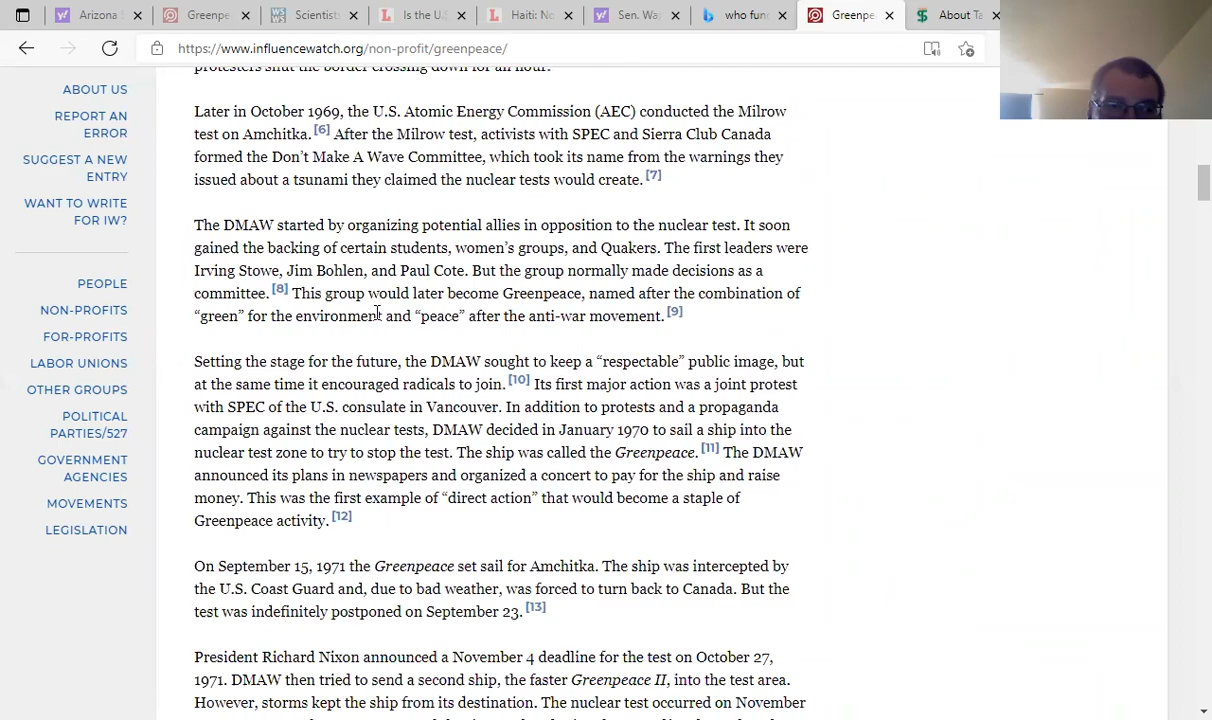 Arizona S
Greenpe
Scientists
Is the U.S
Haiti: No
Sen. Wa
who fun
Greenpe
About Ta
https://www.influencewatch.org/non-profit/greenpeace/
ABOUT US
REPORT AN
ERROR
SUGGEST A NEW
ENTRY
WANT TO WRITE
FOR IW?
PEOPLE
NON-PROFITS
FOR-PROFITS
LABOR UNIONS
OTHER GROUPS
POLITICAL
PARTIES/527
GOVERNMENT
AGENCIES
MOVEMENTS
LEGISLATION
protesters shut the border crossing down for an hour.
Later in October 1969, the U.S. Atomic Energy Commission (AEC) conducted the Milrow
test on Amchitka. [6] After the Milrow test, activists with SPEC and Sierra Club Canada
formed the Don’t Make A Wave Committee, which took its name from the warnings they
issued about a tsunami they claimed the nuclear tests would create. [7]
The DMAW started by organizing potential allies in opposition to the nuclear test. It soon
gained the backing of certain students, women’s groups, and Quakers. The first leaders were
Irving Stowe, Jim Bohlen, and Paul Cote. But the group normally made decisions as a
committee. [8] This group would later become Greenpeace, named after the combination of
“green” for the environment and “peace” after the anti-war movement. [9]
Setting the stage for the future, the DMAW sought to keep a “respectable” public image, but
at the same time it encouraged radicals to join. [10] Its first major action was a joint protest
with SPEC of the U.S. consulate in Vancouver. In addition to protests and a propaganda
campaign against the nuclear tests, DMAW decided in January 1970 to sail a ship into the
nuclear test zone to try to stop the test. The ship was called the Greenpeace. [11] The DMAW
announced its plans in newspapers and organized a concert to pay for the ship and raise
money. This was the first example of “direct action” that would become a staple of
Greenpeace activity. [12]
On September 15, 1971 the Greenpeace set sail for Amchitka. The ship was intercepted by
the U.S. Coast Guard and, due to bad weather, was forced to turn back to Canada. But the
test was indefinitely postponed on September 23. [13]
President Richard Nixon announced a November 4 deadline for the test on October 27,
1971. DMAW then tried to send a second ship, the faster Greenpeace II, into the test area.
However, storms kept the ship from its destination. The nuclear test occurred on November